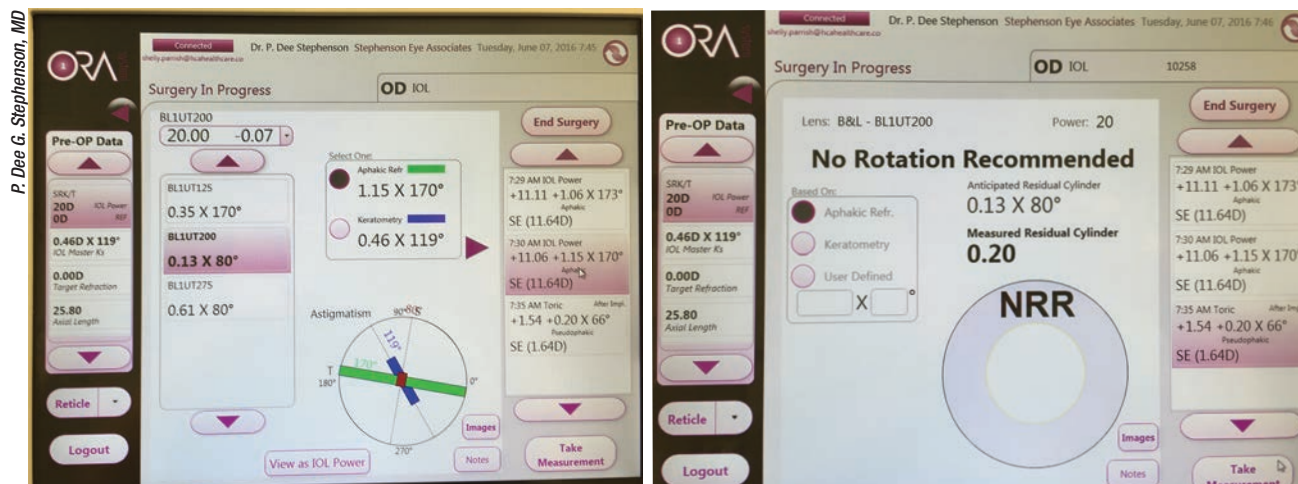 P. Dee G. Stephenson, MD
ORA
Connected
Dr. P. Dee Stephenson Stephenson Eye Associates Tuesday, June 07, 2016 7:45
shelly.parrish@hcahealthcare.co
Surgery In Progress
OD IOL
Pre-OP Data
SRK/T
20D IOL Power
0D REF
0.46D X 119°
IOL Master Ks
0.00D
Target Refraction
25.80
Axial Length
Reticle
Logout
BL1UT200
20.00 -0.07
BL1UT125
0.35 X 170°
BL1UT200
0.13 X 80°
BL1UT275
0.61 X 80°
Select One:
Aphakic Refr
1.15 X 170°
Keratometry
0.46 X 119°
Astigmatism
90°
119°
170°
T
180°
0°
270°
View as IOL Power
Images
Notes
End Surgery
7:29 AM IOL Power
+11.11 +1.06 X 173°
Aphakic
SE (11.64D)
7:30 AM IOL Power
+11.06 +1.15 X 170°
SE (11.64D)
7:35 AM Toric After Impl.
+1.54 +0.20 X 66°
Pseudophakic
SE (1.64D)
Take
Measurement
ORA
Connected
Dr. P. Dee Stephenson Stephenson Eye Associates Tuesday, June 07, 2016 7:46
shelly.parrish@hcahealthcare.co
Surgery In Progress
OD IOL
10258
Pre-OP Data
SRK/T
20D IOL Power
0D REF
0.46D X 119°
IOL Master Ks
0.00D
Target Refraction
25.80
Axial Length
Reticle
Logout
Lens: B&L - BL1UT200
Power: 20
No Rotation Recommended
Based On:
Aphakic Refr.
Keratometry
User Defined
X °
Anticipated Residual Cylinder
0.13 X 80°
Measured Residual Cylinder
0.20
NRR
Images
Notes
End Surgery
7:29 AM IOL Power
+11.11 +1.06 X 173°
Aphakic
SE (11.64D)
7:30 AM IOL Power
+11.06 +1.15 X 170°
Aphakic
SE (11.64D)
7:35 AM Toric After Imp
+1.54 +0.20 X 66°
Pseudophakic
SE (1.64D)
Take